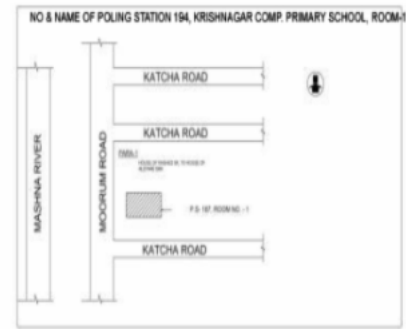 NO & NAME OF POLING STATION 194, KRISHNAGAR COMP. PRIMARY SCHOOL, ROOM-1
KATCHA ROAD
KATCHA ROAD
MASHNA RIVER
MOORUM ROAD
P.S- 197, ROOM NO. - 1
KATCHA ROAD